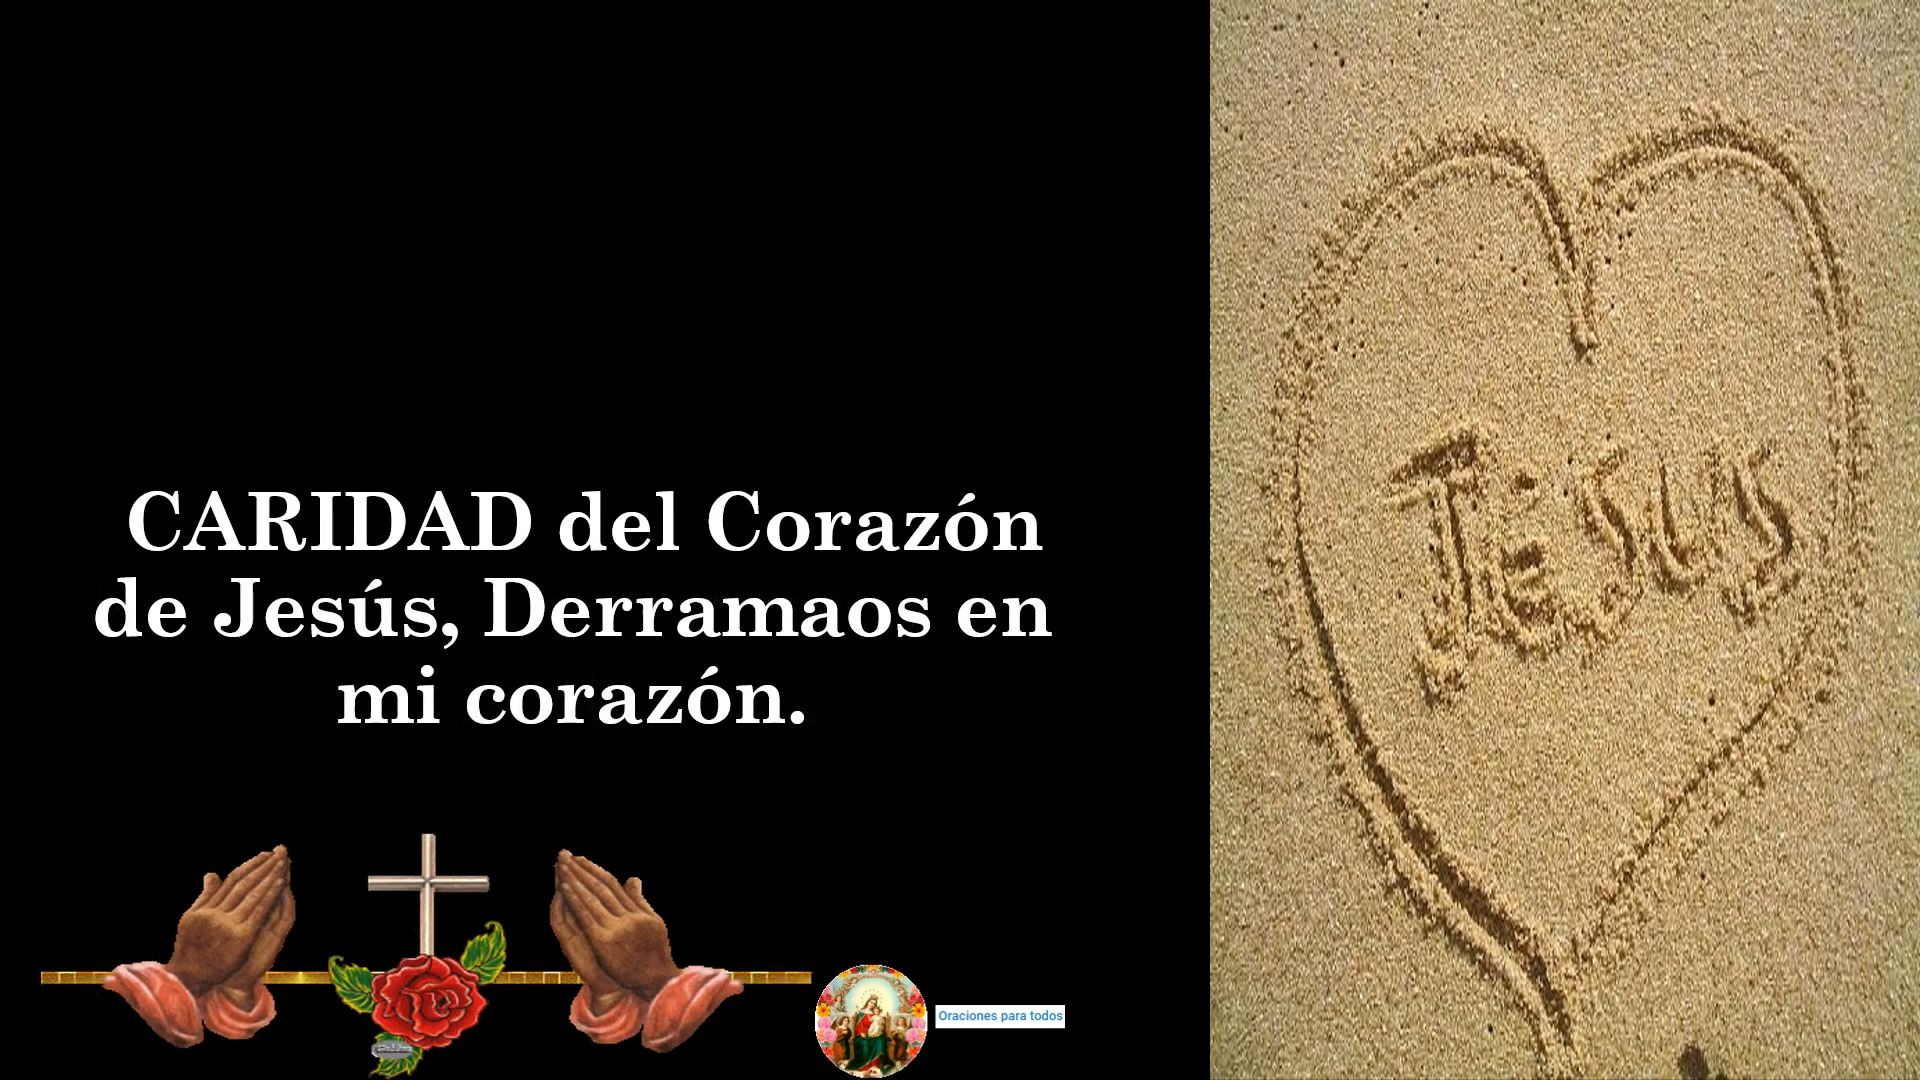 CARIDAD del Corazón
de Jesús, Derramaos en
mi corazón.
Jesus
Oraciones para todos